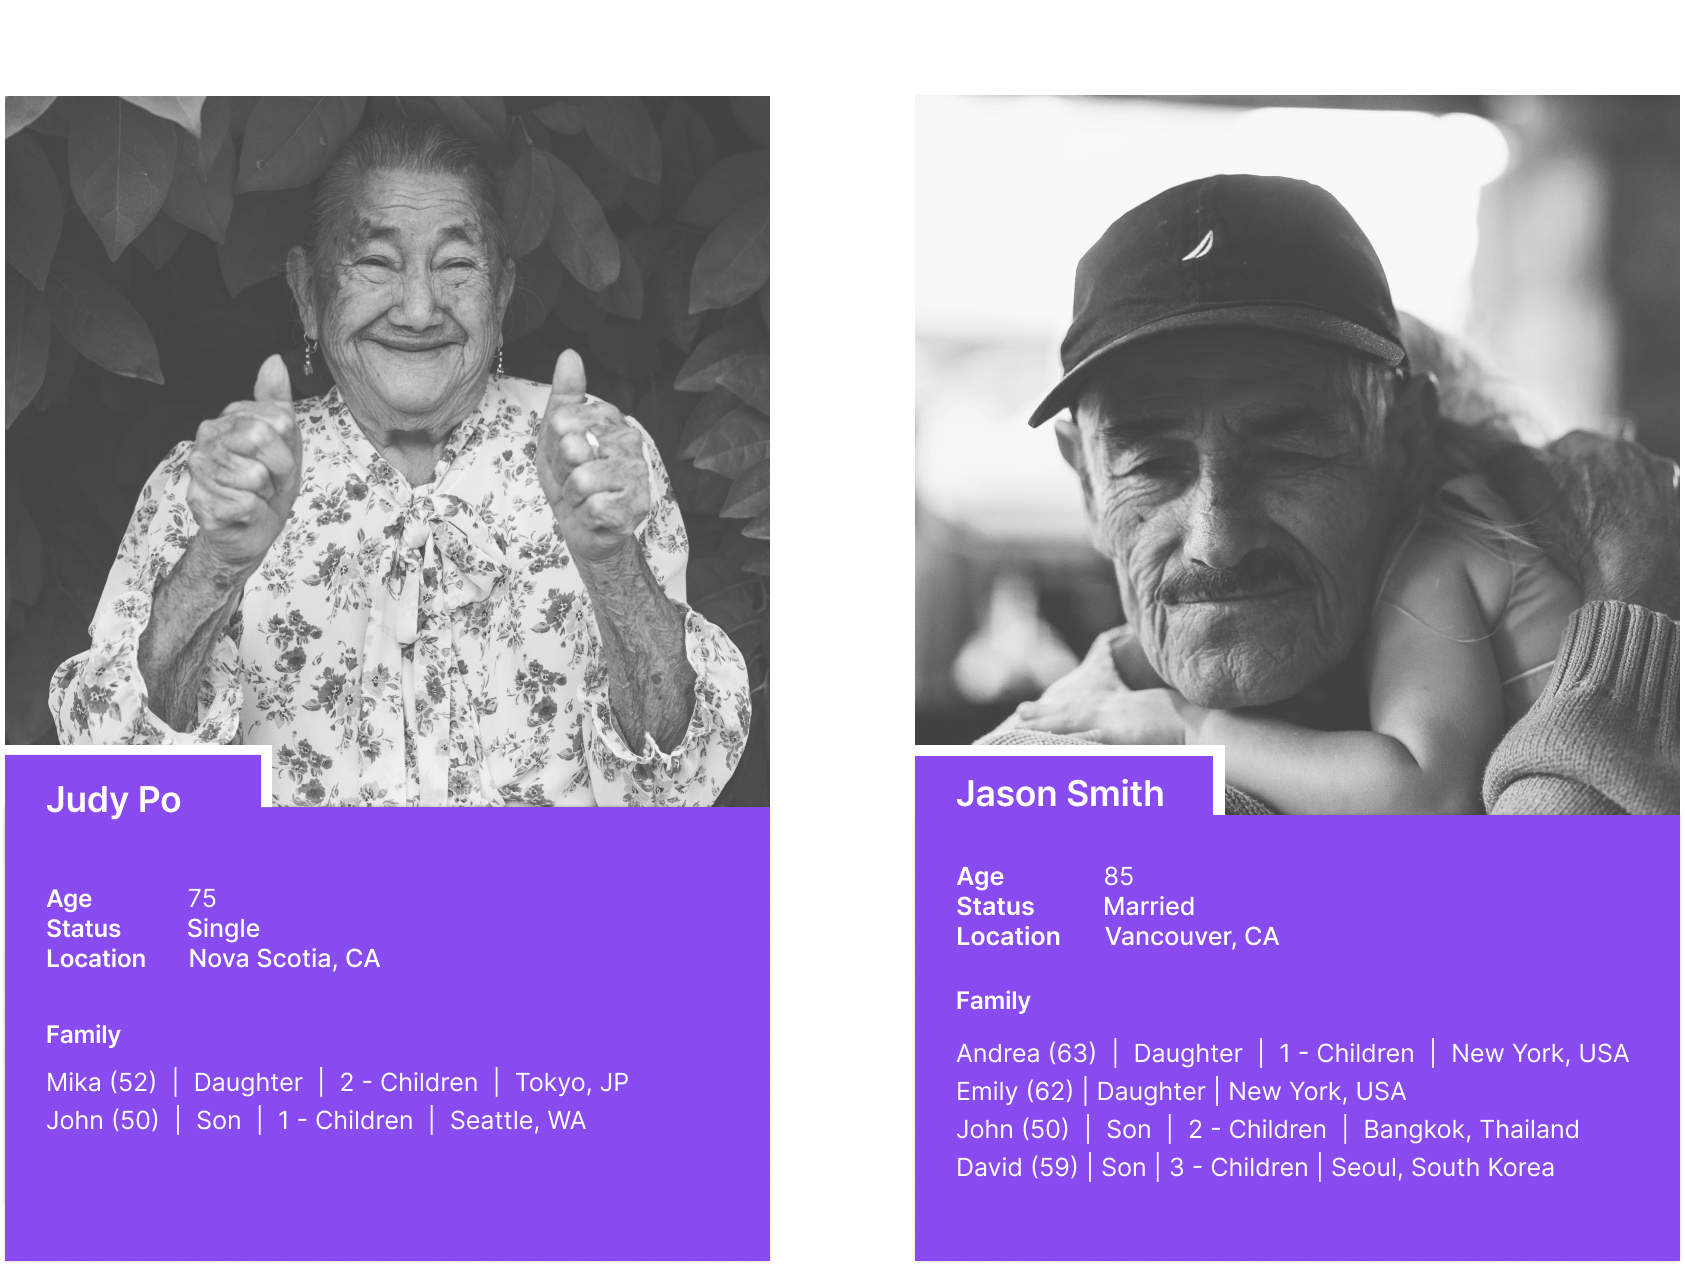 Judy Po
Age 75
Status Single
Location Nova Scotia, CA
Family
Mika (52) | Daughter | 2 - Children | Tokyo, JP
John (50) | Son | 1 - Children | Seattle, WA
Jason Smith
Age 85
Status Married
Location Vancouver, CA
Family
Andrea (63) | Daughter | 1 - Children | New York, USA
Emily (62) | Daughter | New York, USA
John (50) | Son | 2 - Children | Bangkok, Thailand
David (59) | Son | 3 - Children | Seoul, South Korea